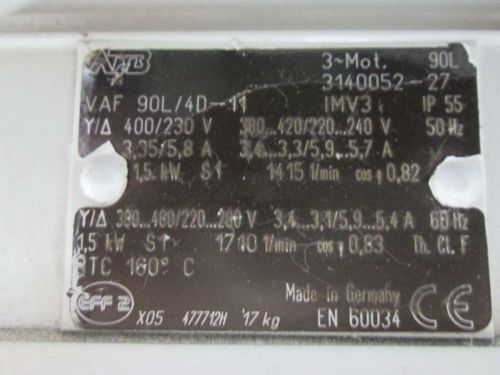 ATB 3~Mot. 90L
3140052-27
VAF 90L/4D-11 IMV3 IP 55
Y/Δ 400/230 V 380...420/220...240 V 50 Hz
3,35/5,8 A 3,4...3,3/5,9...5,7 A
1,5 kW S1 1415 1/min cos φ 0,82
Y/Δ 380...480/220...280 V 3,4...3,1/5,9...5,4 A 60 Hz
1,5 kW S1 1740 1/min cos φ 0,83 Th. Cl. F
PTC 160° C
EFF 2 Made in Germany
X05 477712H 17 kg EN 60034 CE